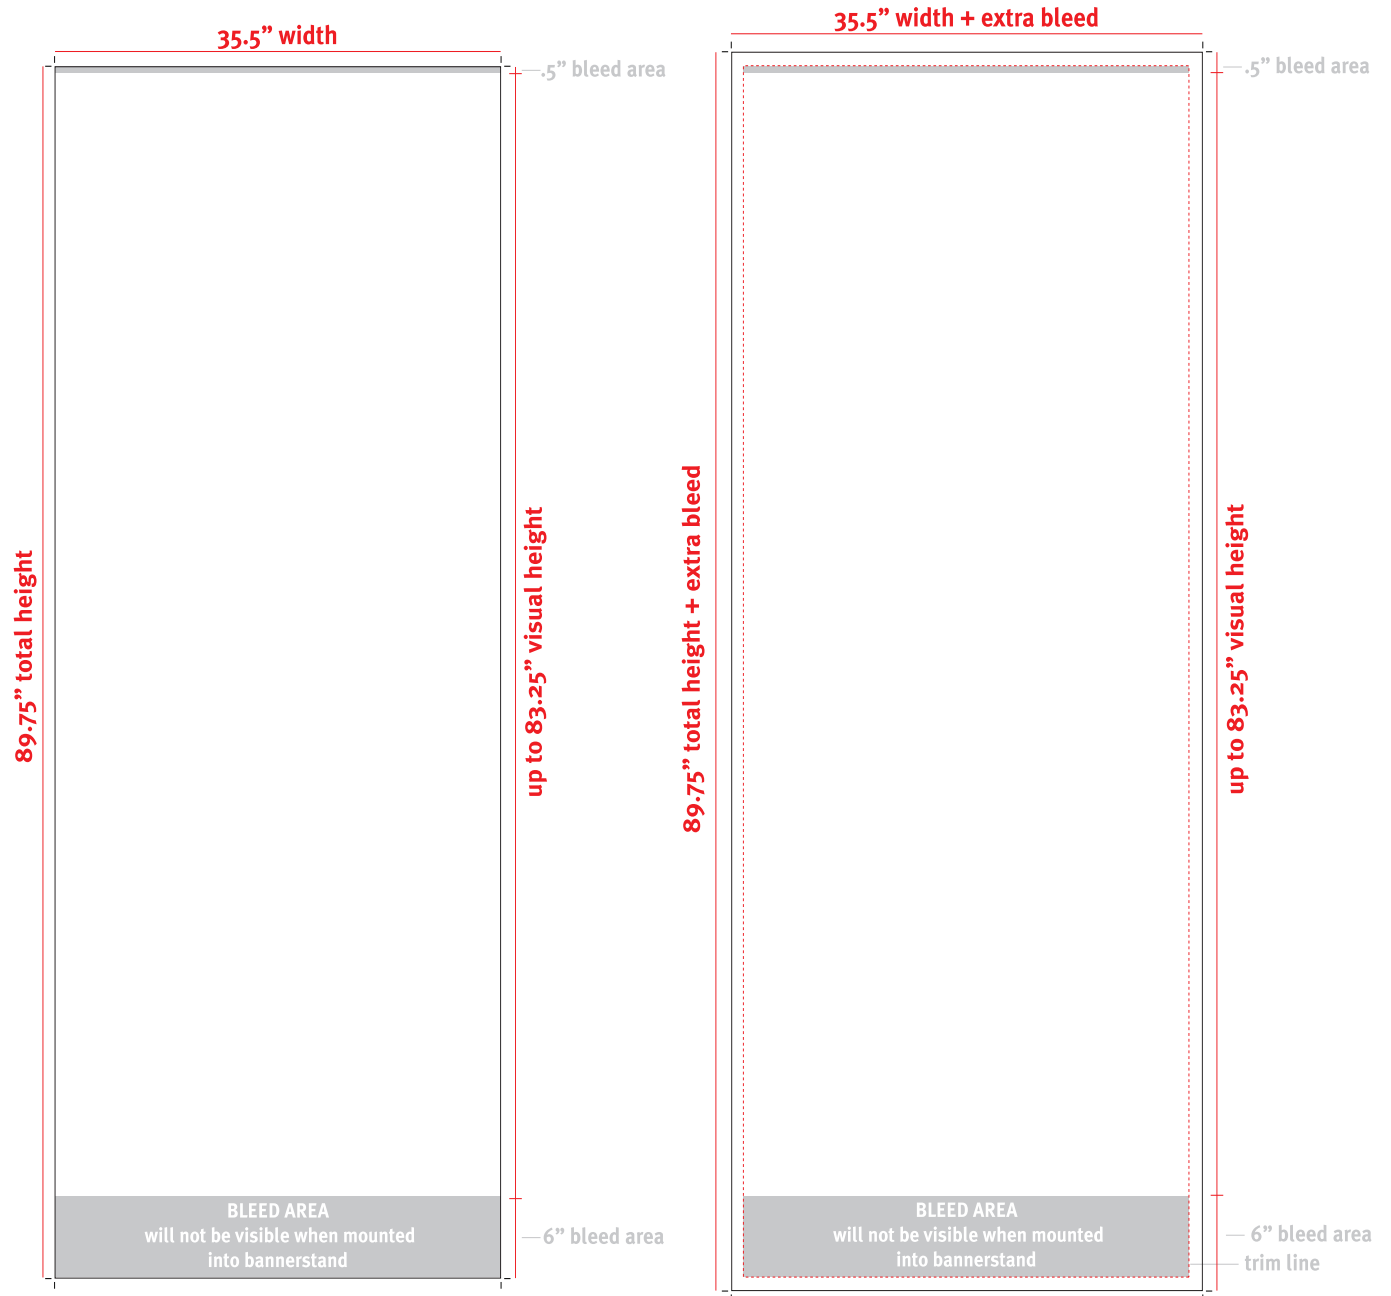 35.5” width
.5” bleed area
89.75” total height
up to 83.25” visual height
BLEED AREA
will not be visible when mounted
into bannerstand
6” bleed area
35.5” width + extra bleed
.5” bleed area
89.75” total height + extra bleed
up to 83.25” visual height
BLEED AREA
will not be visible when mounted
into bannerstand
6” bleed area
trim line